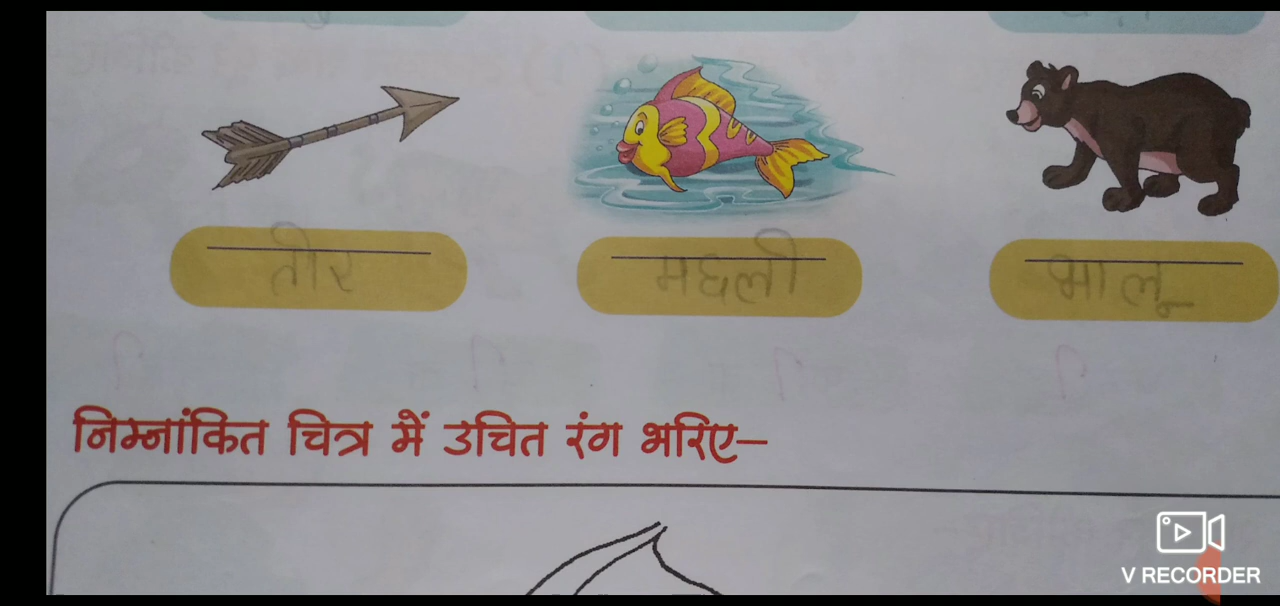 तीर मछली भालू
निम्नांकित चित्र में उचित रंग भरिए–
V RECORDER